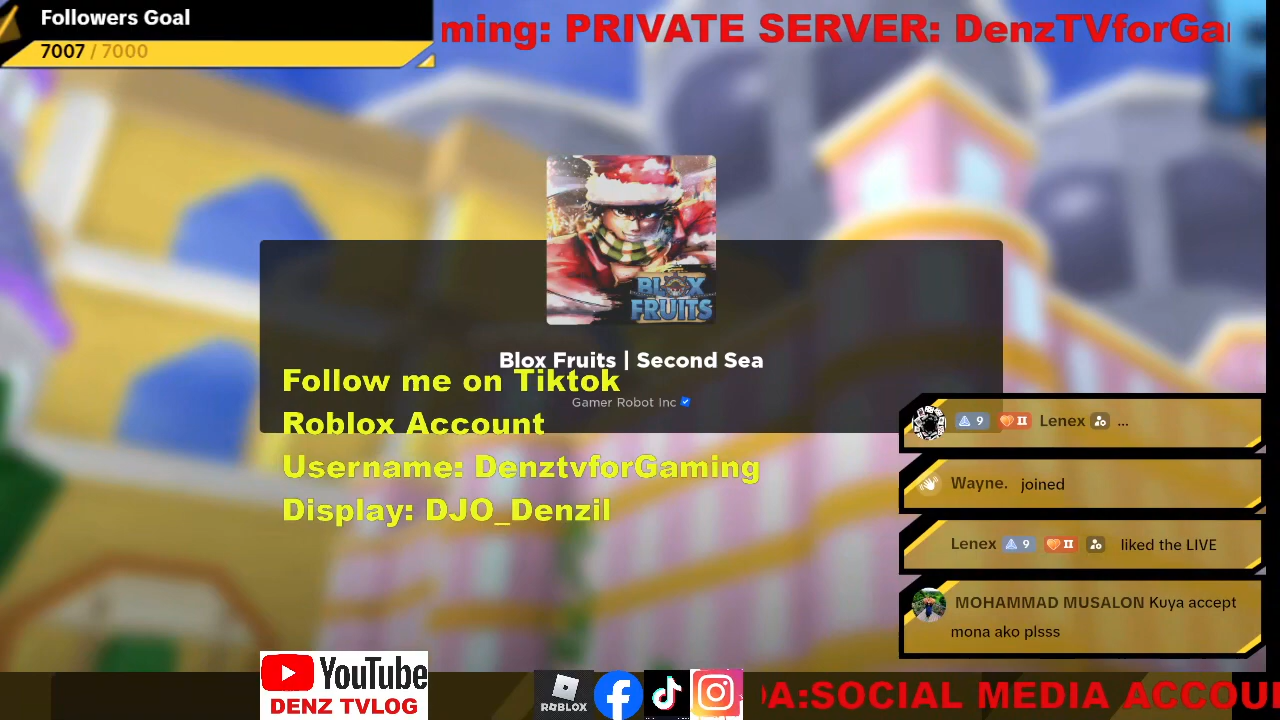 Followers Goal
7007 / 7000
ming: PRIVATE SERVER: DenzTVforGa
BLOX
FRUITS
Blox Fruits | Second Sea
Gamer Robot Inc
Follow me on Tiktok
Roblox Account
Username: DenztvforGaming
Display: DJO_Denzil
9 II Lenex ...
Wayne. joined
Lenex 9 II liked the LIVE
MOHAMMAD MUSALON Kuya accept
mona ako plsss
YouTube
DENZ TVLOG
ROBLOX
A:SOCIAL MEDIA ACCOU